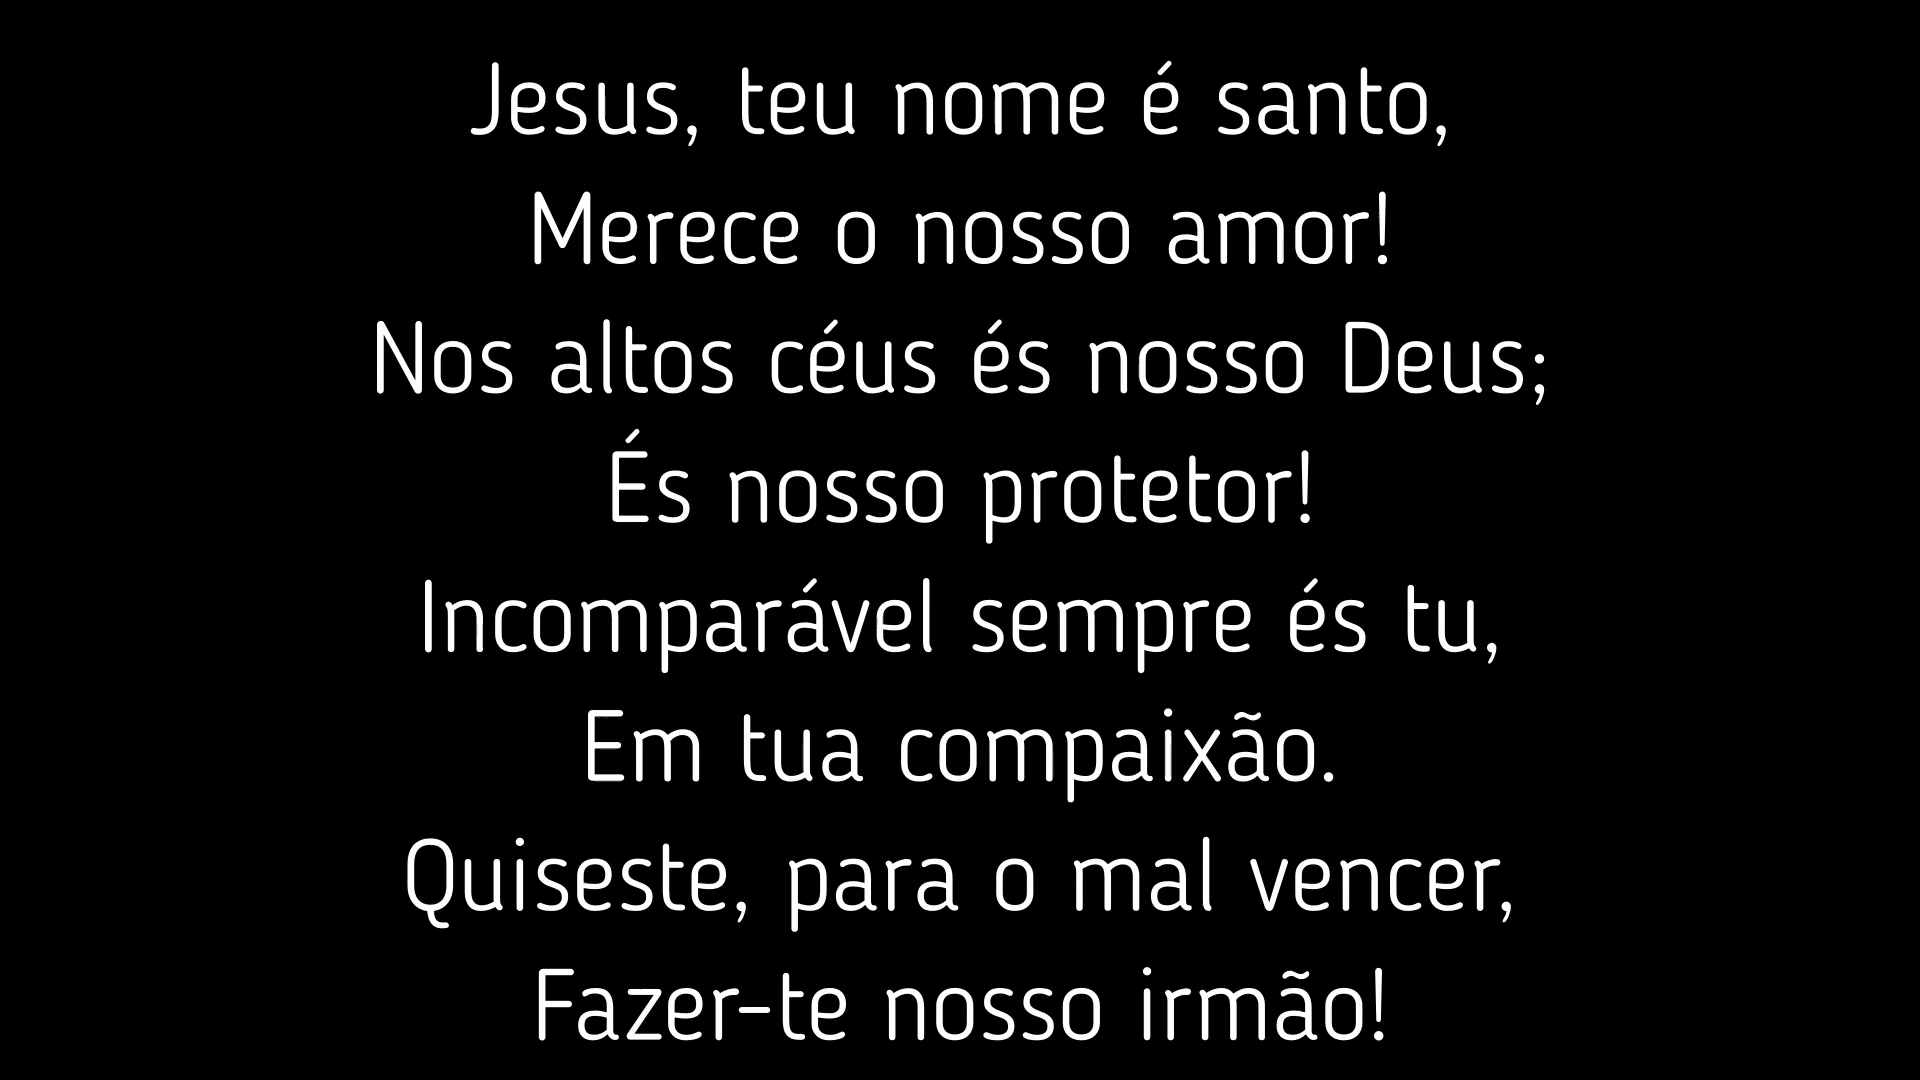 Jesus, teu nome é santo,
Merece o nosso amor!
Nos altos céus és nosso Deus;
És nosso protetor!
Incomparável sempre és tu,
Em tua compaixão.
Quiseste, para o mal vencer,
Fazer-te nosso irmão!